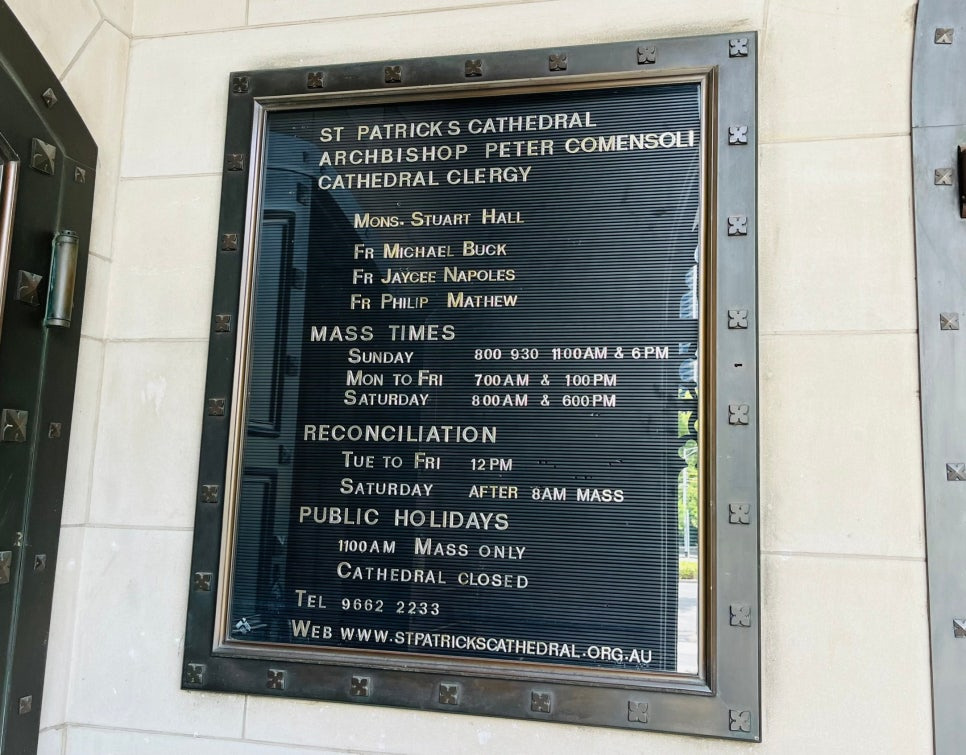 ST PATRICKS CATHEDRAL
ARCHBISHOP PETER COMENSOLI
CATHEDRAL CLERGY
MONS. STUART HALL
FR MICHAEL BUCK
FR JAYCEE NAPOLES
FR PHILIP MATHEW
MASS TIMES
SUNDAY 800 930 1100AM & 6PM
MON TO FRI 700AM & 100PM
SATURDAY 800AM & 600PM
RECONCILIATION
TUE TO FRI 12PM
SATURDAY AFTER 8AM MASS
PUBLIC HOLIDAYS
1100AM MASS ONLY
CATHEDRAL CLOSED
TEL 9662 2233
WEB WWW.STPATRICKSCATHEDRAL.ORG.AU